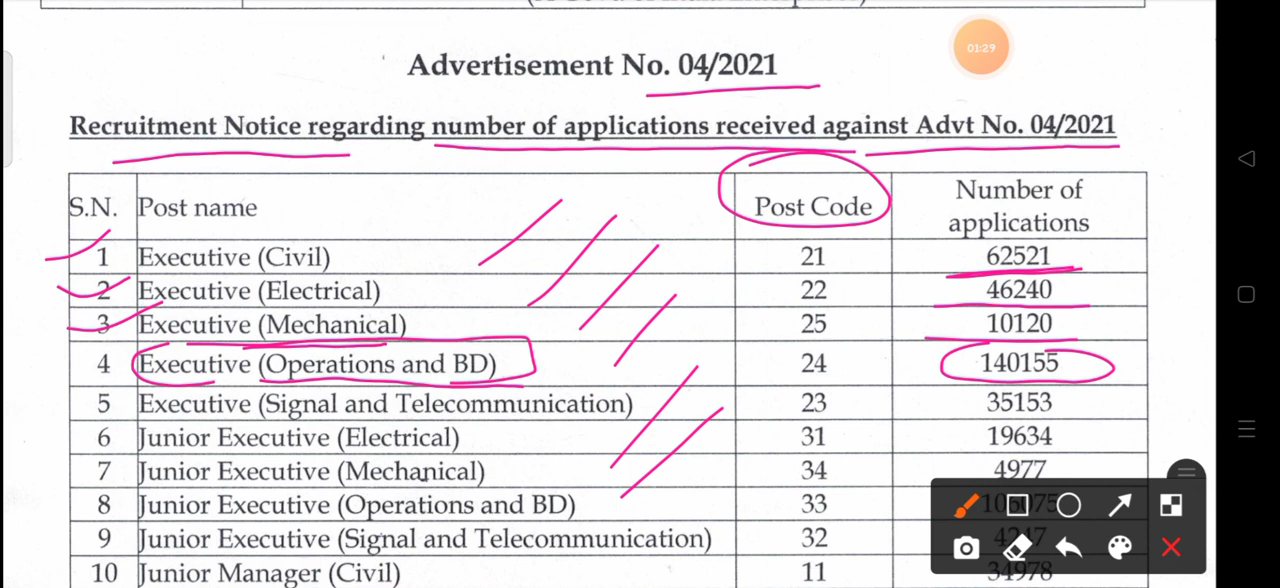 Advertisement No. 04/2021
01:29
Recruitment Notice regarding number of applications received against Advt No. 04/2021
S.N. Post name Post Code Number of applications
1 Executive (Civil) 21 62521
2 Executive (Electrical) 22 46240
3 Executive (Mechanical) 25 10120
4 Executive (Operations and BD) 24 140155
5 Executive (Signal and Telecommunication) 23 35153
6 Junior Executive (Electrical) 31 19634
7 Junior Executive (Mechanical) 34 4977
8 Junior Executive (Operations and BD) 33
9 Junior Executive (Signal and Telecommunication) 32
10 Junior Manager (Civil) 11 34978